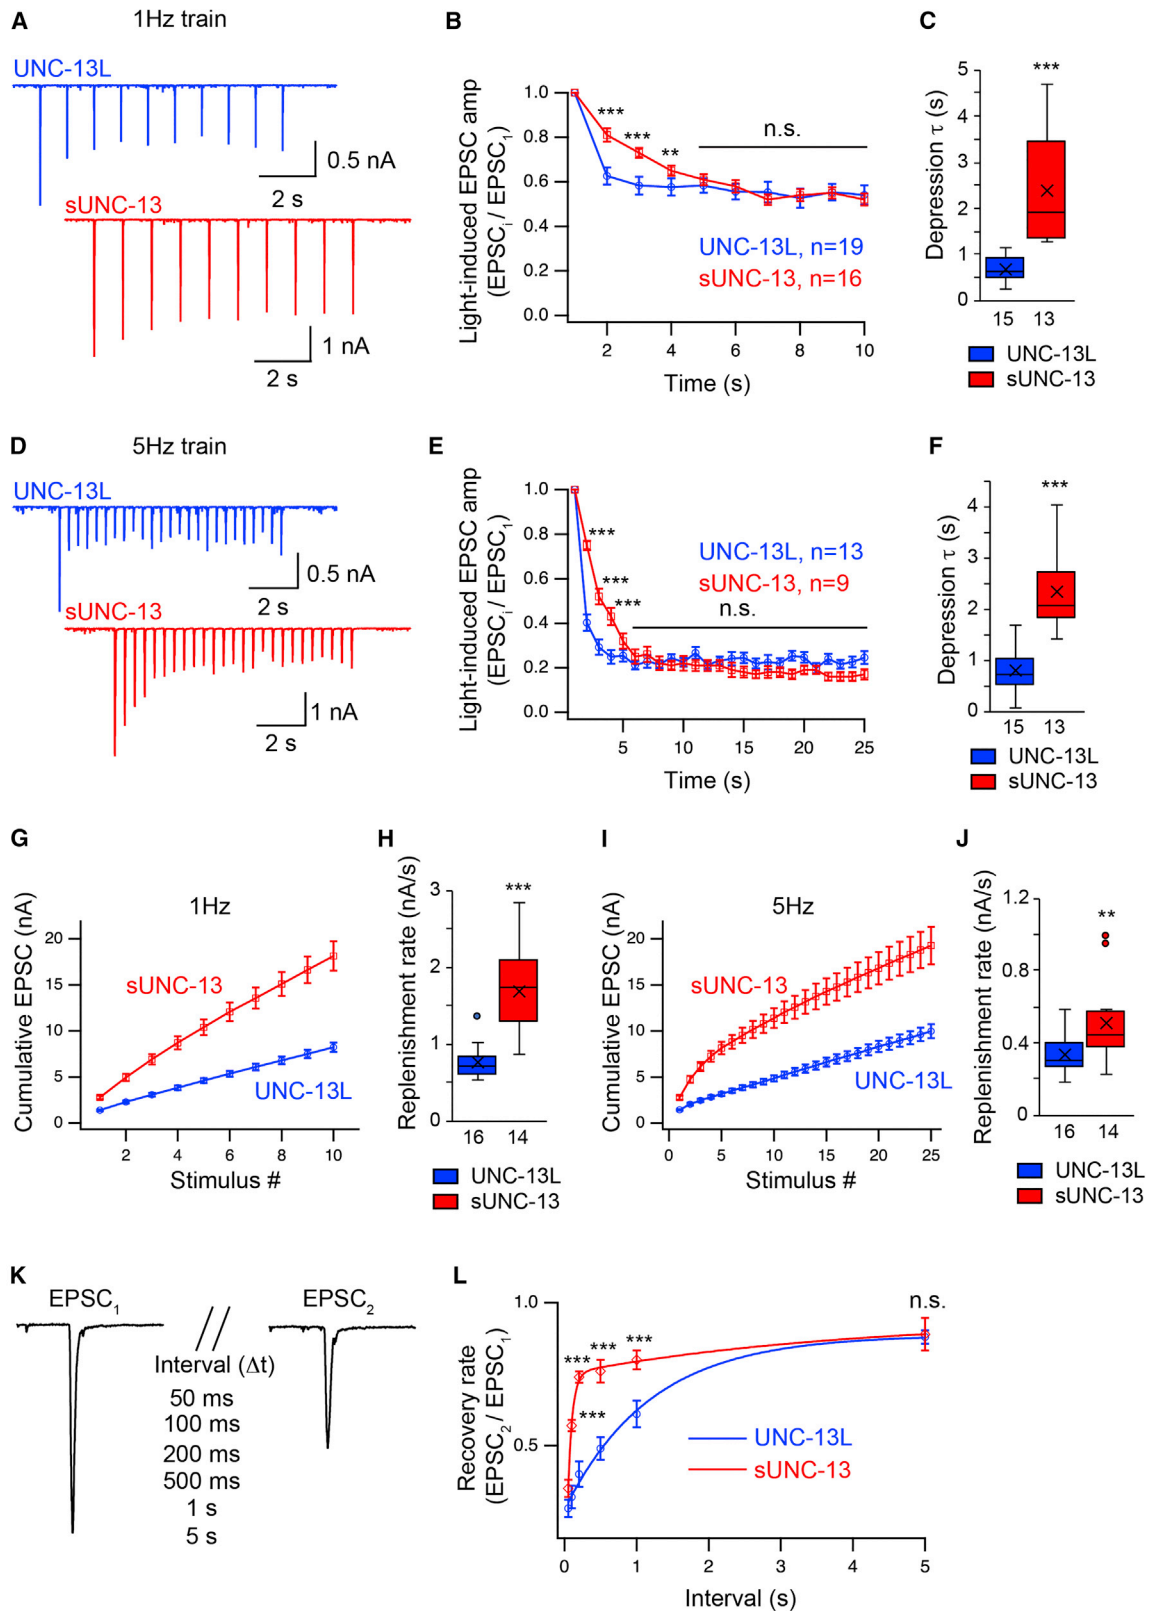 A
1Hz train
UNC-13L
0.5 nA
2 s
sUNC-13
1 nA
2 s
B
Light-induced EPSC amp
(EPSCi / EPSC1)
1.0
0.8
0.6
0.4
0.2
0.0
***
***
**
n.s.
UNC-13L, n=19
sUNC-13, n=16
2 4 6 8 10
Time (s)
C
Depression τ (s)
5
4
3
2
1
0
***
15 13
UNC-13L
sUNC-13
D
5Hz train
UNC-13L
0.5 nA
2 s
sUNC-13
1 nA
2 s
E
Light-induced EPSC amp
(EPSCi / EPSC1)
1.0
0.8
0.6
0.4
0.2
0.0
***
***
***
UNC-13L, n=13
sUNC-13, n=9
n.s.
5 10 15 20 25
Time (s)
F
Depression τ (s)
4
3
2
1
0
***
15 13
UNC-13L
sUNC-13
G
Cumulative EPSC (nA)
1Hz
20
15
10
5
0
sUNC-13
UNC-13L
2 4 6 8 10
Stimulus #
H
Replenishment rate (nA/s)
3
2
1
0
***
16 14
UNC-13L
sUNC-13
I
Cumulative EPSC (nA)
5Hz
20
15
10
5
0
sUNC-13
UNC-13L
0 5 10 15 20 25
Stimulus #
J
Replenishment rate (nA/s)
1.2
0.8
0.4
0
**
16 14
UNC-13L
sUNC-13
K
EPSC1
EPSC2
Interval (Δt)
50 ms
100 ms
200 ms
500 ms
1 s
5 s
L
Recovery rate
(EPSC2 / EPSC1)
1.0
0.5
***
***
***
***
n.s.
UNC-13L
sUNC-13
0 1 2 3 4 5
Interval (s)